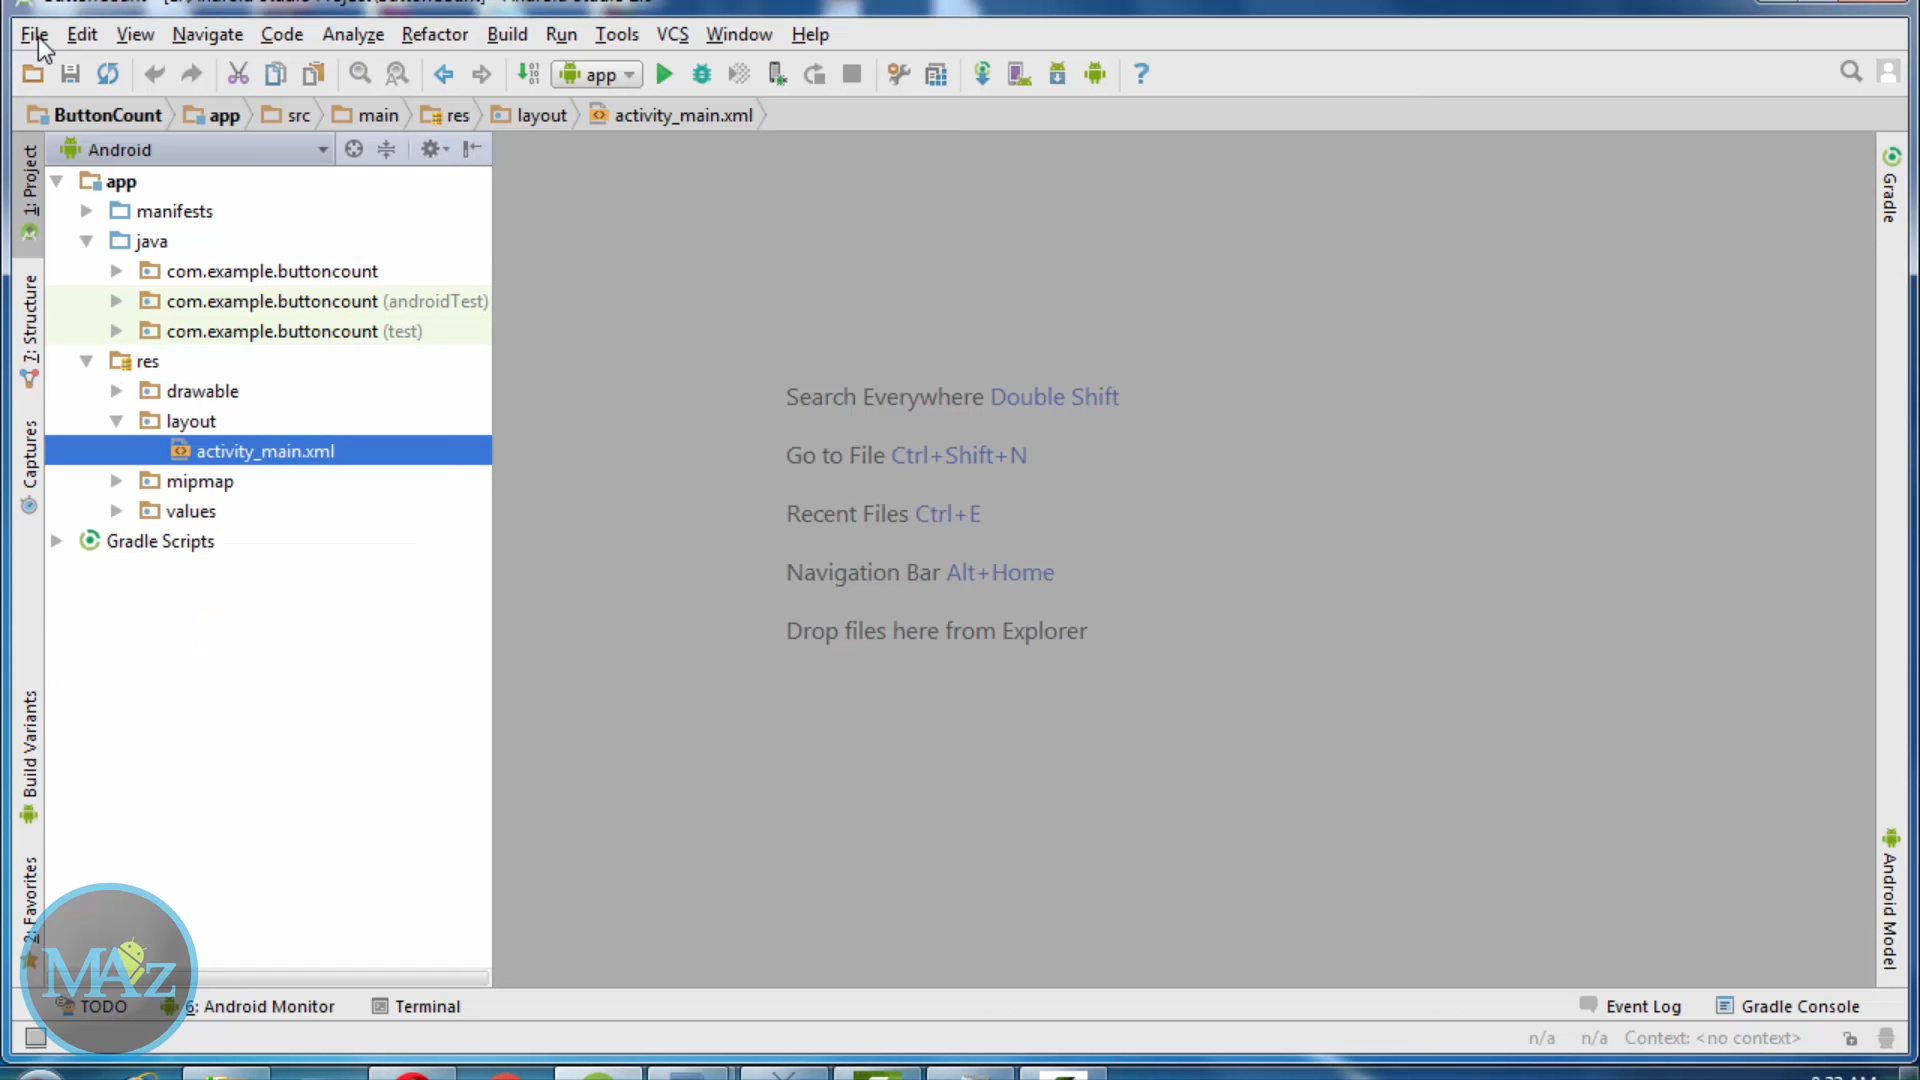 File Edit View Navigate Code Analyze Refactor Build Run Tools VCS Window Help
app
ButtonCount app src main res layout activity_main.xml
Android
1: Project
app
manifests
java
com.example.buttoncount
com.example.buttoncount (androidTest)
com.example.buttoncount (test)
res
drawable
layout
activity_main.xml
mipmap
values
Gradle Scripts
7: Structure
Captures
Build Variants
2: Favorites
Search Everywhere Double Shift
Go to File Ctrl+Shift+N
Recent Files Ctrl+E
Navigation Bar Alt+Home
Drop files here from Explorer
Gradle
Android Model
MAz
TODO 6: Android Monitor Terminal Event Log Gradle Console
n/a n/a Context: <no context>